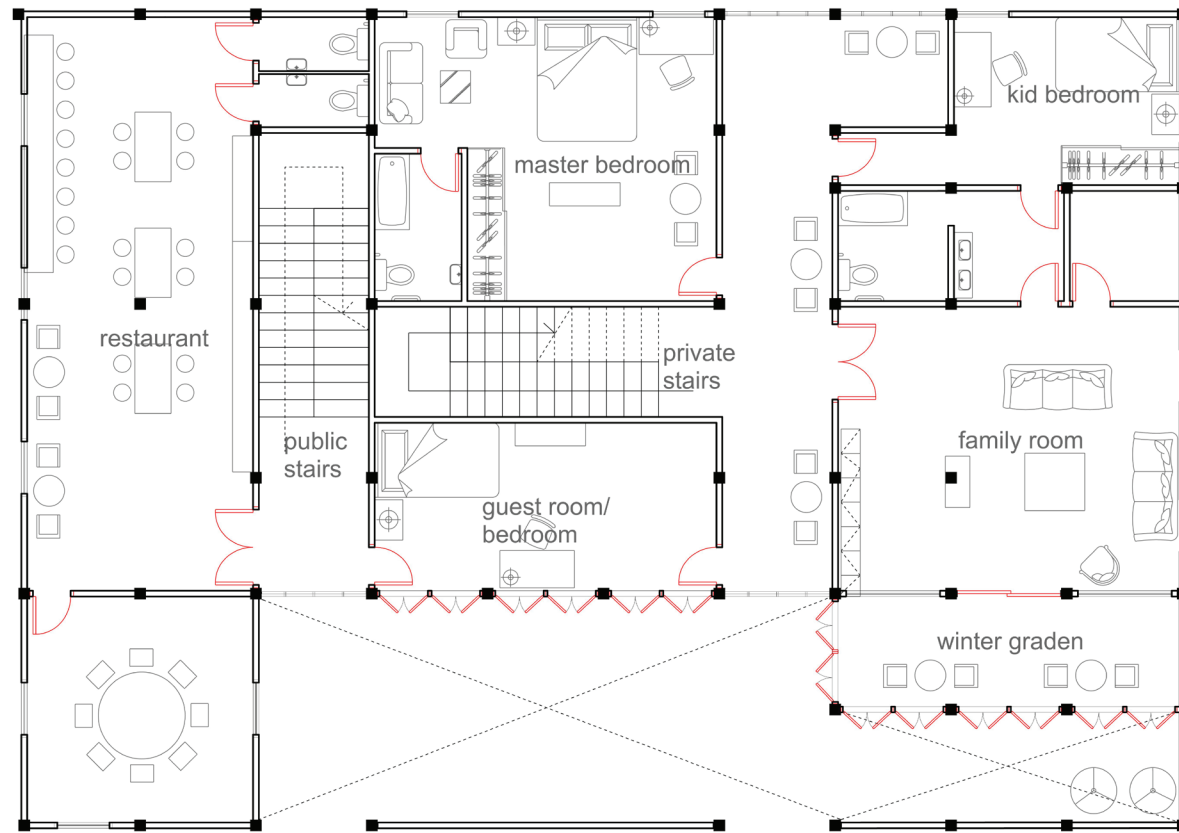 kid bedroom
master bedroom
restaurant
private
stairs
public
stairs
family room
guest room/
bedroom
winter graden